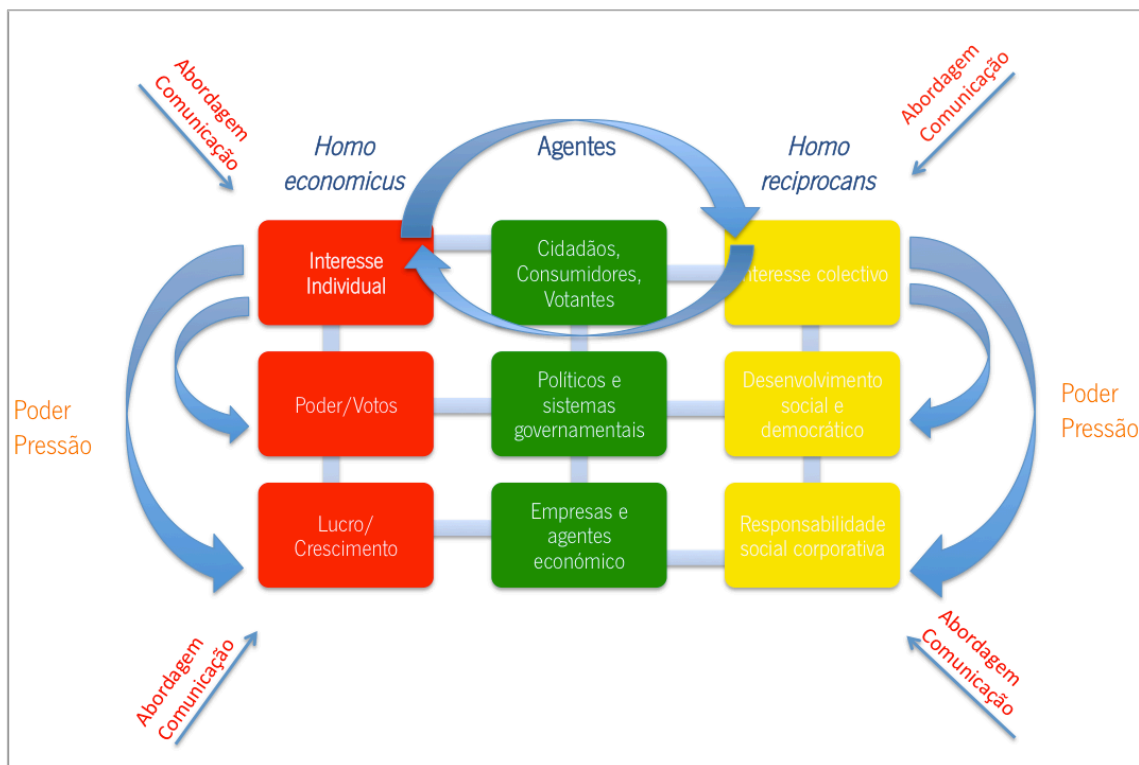 Abordagem
Comunicação
Abordagem
Comunicação
Homo
economicus
Agentes
Homo
reciprocans
Interesse
Individual
Cidadãos,
Consumidores,
Votantes
nteresse colectivo
Poder
Pressão
Poder/Votos
Políticos e
sistemas
governamentais
Desenvolvimento
social e
democrático
Poder
Pressão
Lucro/
Crescimento
Empresas e
agentes
económico
Responsabilidade
social corporativa
Abordagem
Comunicação
Abordagem
Comunicação